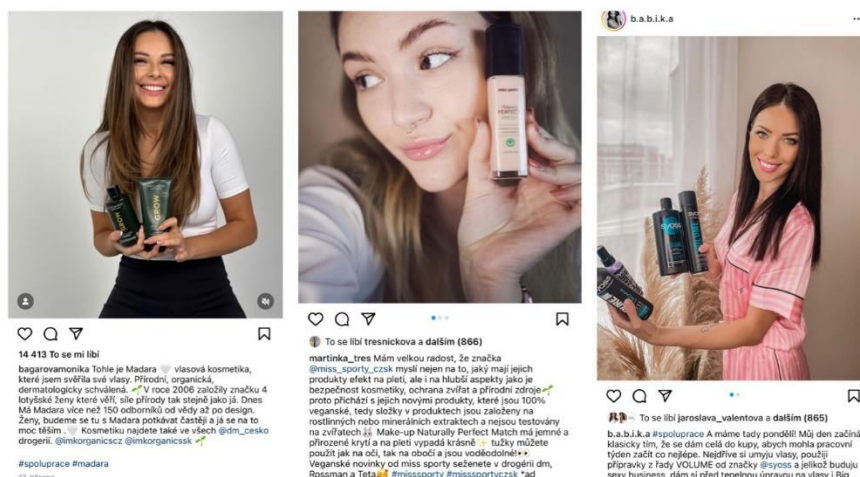 GROW
14 413 To se mi líbí
bagarovamonika Tohle je Madara 🤍 vlasová kosmetika,
které jsem svěřila své vlasy. Přírodní, organická,
dermatologicky schválená. 🌱V roce 2006 založily značku 4
lotyšské ženy které věří, síle přírody tak stejně jako já. Dnes
Má Madara více než 150 odborníků od vědy až po design.
Ženy, budeme se tu s Madara potkávat častěji a já se na to
moc těším .🤍 Kosmetiku najdete také ve všech @dm_cesko
drogerií. @imkorganicscz @imkorganicssk 🌱
#spoluprace #madara
PERFECT
To se líbí tresnickova a dalším (866)
martinka_tres Mám velkou radost, že značka
@miss_sporty_czsk myslí nejen na to, jaký mají jejich
produkty efekt na pleti, ale i na hlubší aspekty jako je
bezpečnost kosmetiky, ochrana zvířat a přírodní zdroje🌱
proto přichází s jejich novými produkty, které jsou 100%
veganské, tedy složky v produktech jsou založeny na
rostlinných nebo minerálních extraktech a nejsou testovány
na zvířatech🐰 Make-up Naturally Perfect Match má jemné a
přirozené krytí a na pleti vypadá krásně✨ tužky můžete
použít jak na oči, tak na obočí a jsou voděodolné!👀
Veganské novinky od miss sporty seženete v drogérii dm,
Rossman a Teta🥰 #misssporty #misssportyczsk *ad
b.a.b.i.k.a
syoss
To se líbí jaroslava_valentova a dalším (865)
b.a.b.i.k.a #spoluprace A máme tady pondělí! Můj den začíná
klasicky tím, že se dám celá do kupy, abych mohla pracovní
týden začít co nejlépe. Nejdříve si umyju vlasy, použiji
přípravky z řady VOLUME od značky @syoss a jelikož buduju
sexy business, dám si před tepelnou úpravou na vlasy i Big